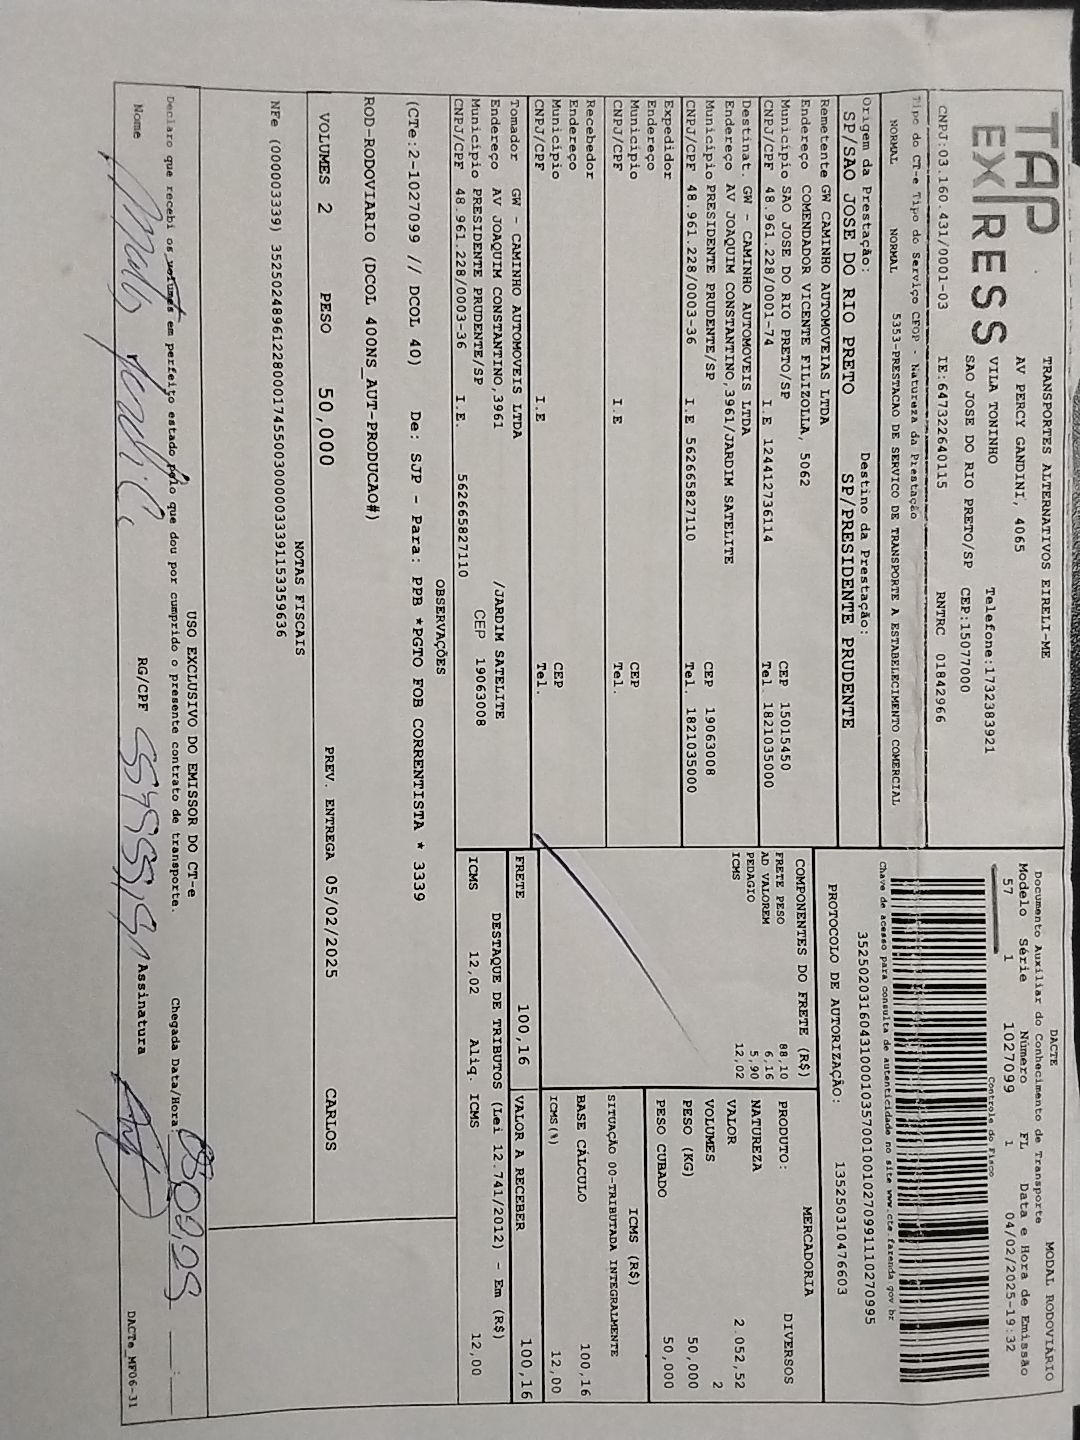 TAP
EXPRESS
TRANSPORTES ALTERNATIVOS EIRELI-ME
AV PERCY GANDINI, 4065
VILA TONINHO Telefone:1732383921
SAO JOSE DO RIO PRETO/SP CEP:15077000
CNPJ:03.160.431/0001-03 IE:647322640115 RNTRC 01842966
Tipo do CT-e Tipo do Serviço CFOP - Natureza da Prestação
NORMAL NORMAL 5353-PRESTACAO DE SERVICO DE TRANSPORTE A ESTABELECIMENTO COMERCIAL
Origem da Prestação: Destino da Prestação:
SP/SAO JOSE DO RIO PRETO SP/PRESIDENTE PRUDENTE
Remetente GW CAMINHO AUTOMOVEIAS LTDA
Endereço COMENDADOR VICENTE FILIZOLLA, 5062
Município SAO JOSE DO RIO PRETO/SP CEP 15015450
CNPJ/CPF 48.961.228/0001-74 I.E 124412736114 Tel 1821035000
Destinat. GW - CAMINHO AUTOMOVEIS LTDA
Endereço AV JOAQUIM CONSTANTINO,3961/JARDIM SATELITE
Município PRESIDENTE PRUDENTE/SP CEP 19063008
CNPJ/CPF 48.961.228/0003-36 I.E 562665827110 Tel. 1821035000
Expedidor
Endereço
Município CEP
CNPJ/CPF I.E Tel.
Recebedor
Endereço
Município CEP
CNPJ/CPF I.E Tel.
Tomador GW - CAMINHO AUTOMOVEIS LTDA
Endereço AV JOAQUIM CONSTANTINO,3961 /JARDIM SATELITE
Município PRESIDENTE PRUDENTE/SP CEP 19063008
CNPJ/CPF 48.961.228/0003-36 I.E. 562665827110
DACTE MODAL RODOVIÁRIO
Documento Auxiliar do Conhecimento de Transporte
Modelo Série Número FL Data e Hora de Emissão
57 1 1027099 1 04/02/2025-19:32
Controle do Fisco
Chave de acesso para consulta de autenticidade no site www.cte.fazenda.gov.br
35250203160431000103570010010270991110270995
PROTOCOLO DE AUTORIZAÇÃO: 135250310476603
COMPONENTES DO FRETE (R$)
FRETE PESO 88,10
AD VALOREM 6,16
PEDAGIO 5,90
ICMS 12,02
MERCADORIA
PRODUTO: DIVERSOS
NATUREZA
VALOR 2.052,52
VOLUMES 2
PESO (KG) 50,000
PESO CUBADO 50,000
ICMS (R$)
SITUAÇÃO 00-TRIBUTADA INTEGRALMENTE
BASE CÁLCULO 100,16
ICMS(%) 12,00
FRETE 100,16 VALOR A RECEBER 100,16
DESTAQUE DE TRIBUTOS (Lei 12.741/2012) - Em (R$)
ICMS 12,02 Aliq. ICMS 12,00
OBSERVAÇÕES
(CTe:2-1027099 // DCOL 40) De: SJP - Para: PPB *PGTO FOB CORRENTISTA * 3339
ROD-RODOVIARIO (DCOL 400NS_AUT-PRODUCAO#)
VOLUMES 2 PESO 50,000 PREV. ENTREGA 05/02/2025 CARLOS
NOTAS FISCAIS
NFe (000003339) 35250248961228000174550030000033391153359636
USO EXCLUSIVO DO EMISSOR DO CT-e
Declaro que recebi os volumes em perfeito estado pelo que dou por cumprido o presente contrato de transporte. Chegada Data/Hora: ____:____
Nome RG/CPF Assinatura
DACTe_MF06-31